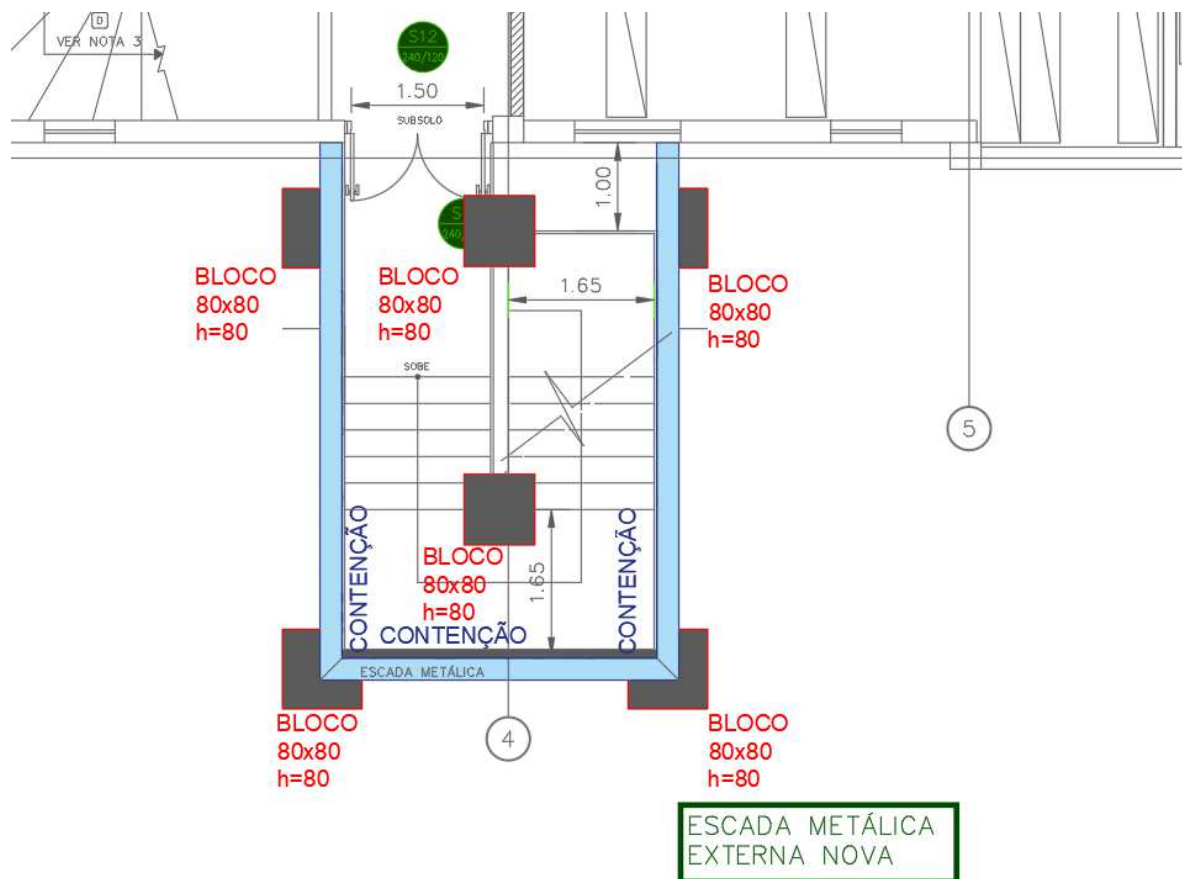 D
VER NOTA 3
S12
240/120
1.50
SUBSOLO
1.00
BLOCO
80x80
h=80
BLOCO
80x80
h=80
BLOCO
80x80
h=80
1.65
SOBE
5
CONTENÇÃO
CONTENÇÃO
BLOCO
80x80
h=80
1.65
CONTENÇÃO
ESCADA METÁLICA
BLOCO
80x80
h=80
4
BLOCO
80x80
h=80
ESCADA METÁLICA
EXTERNA NOVA